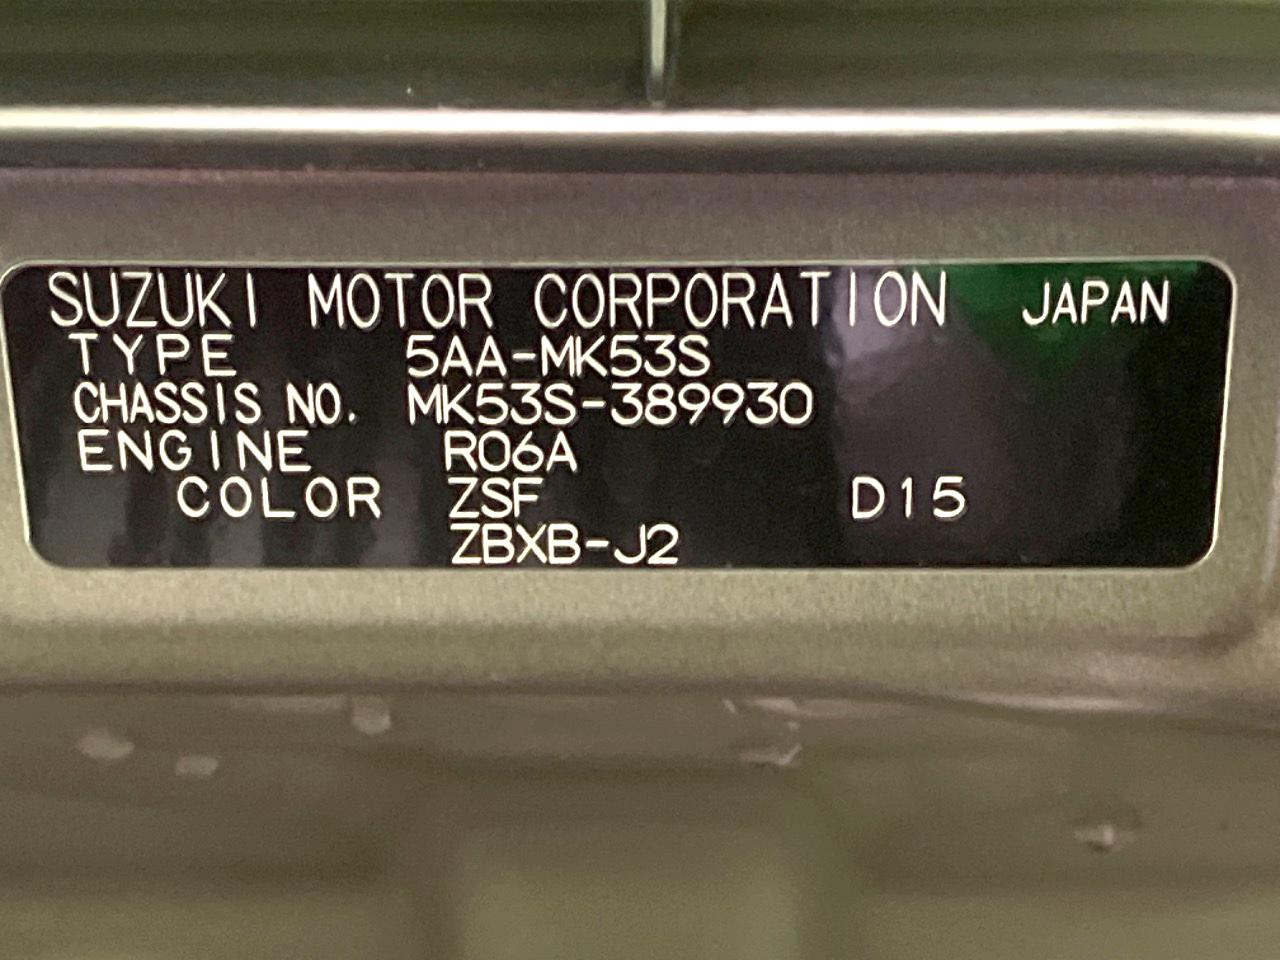 SUZUKI MOTOR CORPORATION JAPAN
TYPE 5AA-MK53S
CHASSIS NO. MK53S-389930
ENGINE R06A
COLOR ZSF D15
ZBXB-J2